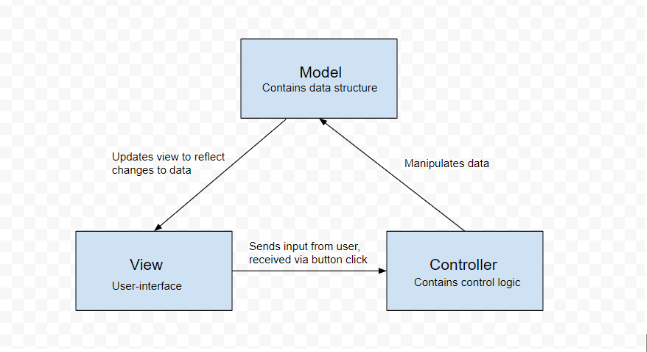 Model
Contains data structure
Updates view to reflect
changes to data
Manipulates data
View
User-interface
Sends input from user,
received via button click
Controller
Contains control logic